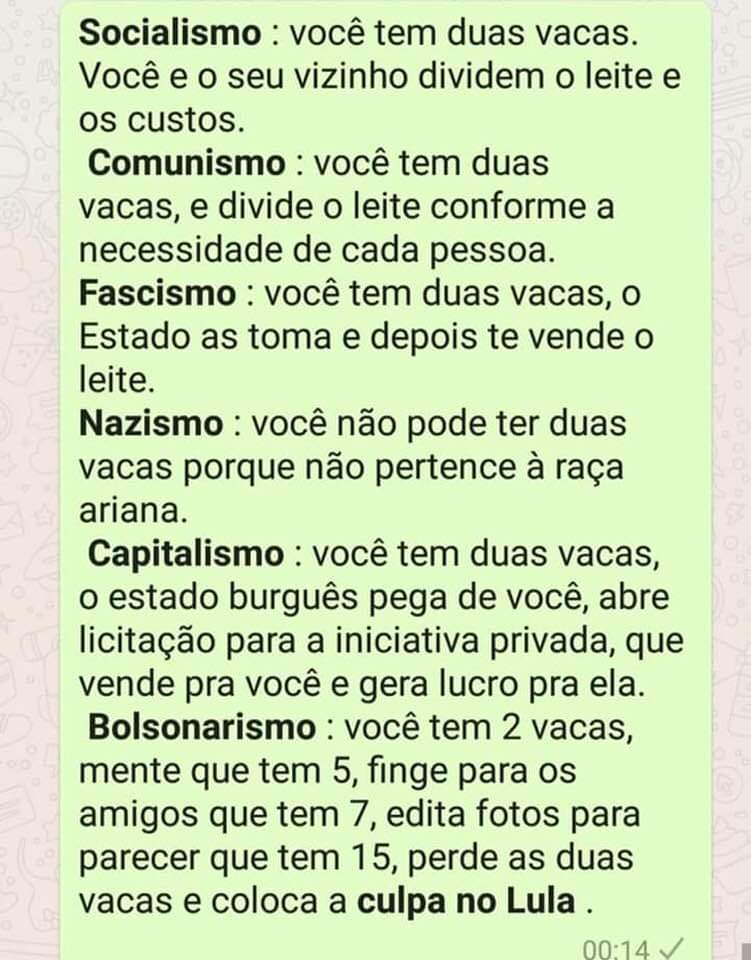 Socialismo : você tem duas vacas.
Você e o seu vizinho dividem o leite e
os custos.
Comunismo : você tem duas
vacas, e divide o leite conforme a
necessidade de cada pessoa.
Fascismo : você tem duas vacas, o
Estado as toma e depois te vende o
leite.
Nazismo : você não pode ter duas
vacas porque não pertence à raça
ariana.
Capitalismo : você tem duas vacas,
o estado burguês pega de você, abre
licitação para a iniciativa privada, que
vende pra você e gera lucro pra ela.
Bolsonarismo : você tem 2 vacas,
mente que tem 5, finge para os
amigos que tem 7, edita fotos para
parecer que tem 15, perde as duas
vacas e coloca a culpa no Lula .
00:14